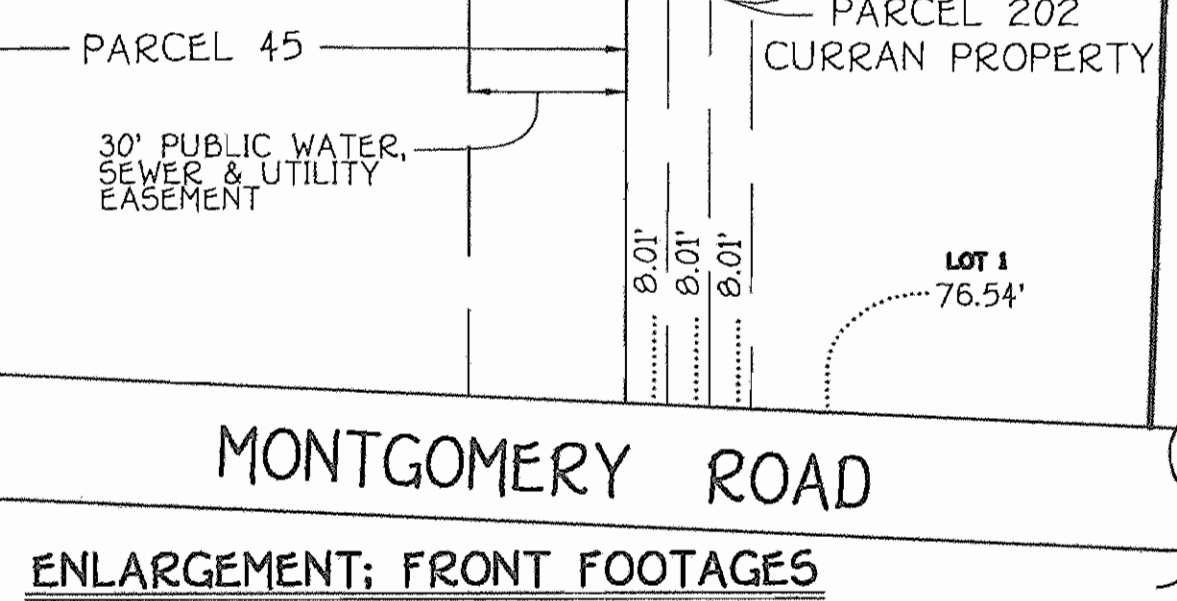 PARCEL 202
CURRAN PROPERTY
PARCEL 45
30' PUBLIC WATER,
SEWER & UTILITY
EASEMENT
8.01'
8.01'
8.01'
LOT 1
76.54'
MONTGOMERY ROAD
ENLARGEMENT; FRONT FOOTAGES